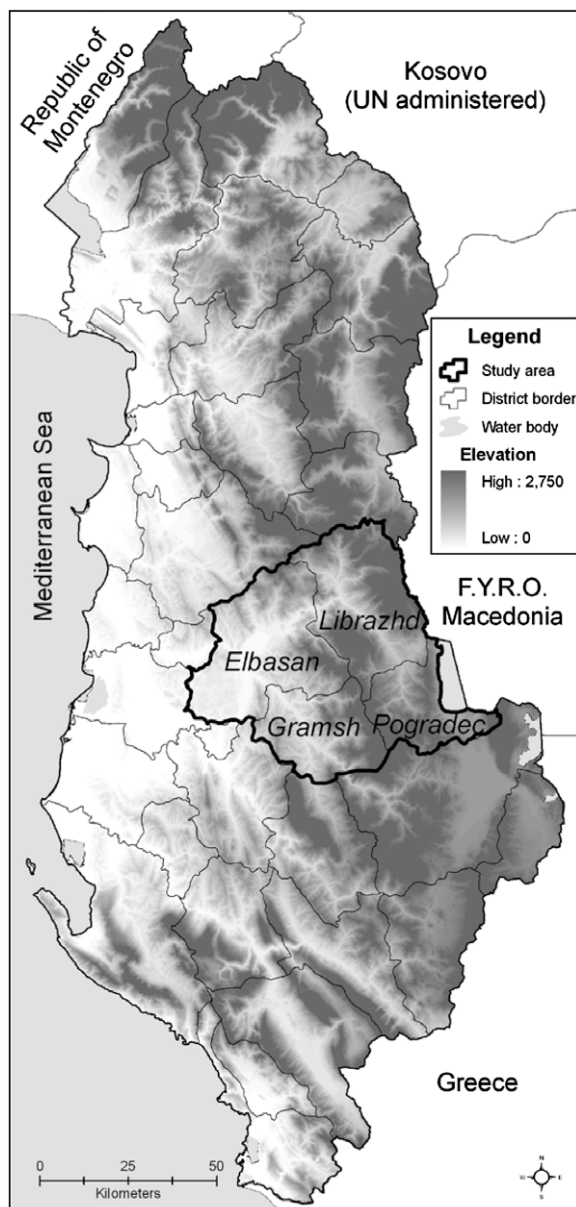 Republic of
Montenegro
Kosovo
(UN administered)
Legend
Study area
District border
Water body
Elevation
High : 2,750
Low : 0
Mediterranean Sea
F.Y.R.O.
Macedonia
Librazhd
Elbasan
Gramsh
Pogradec
Greece
0 25 50
Kilometers
N
W E
S